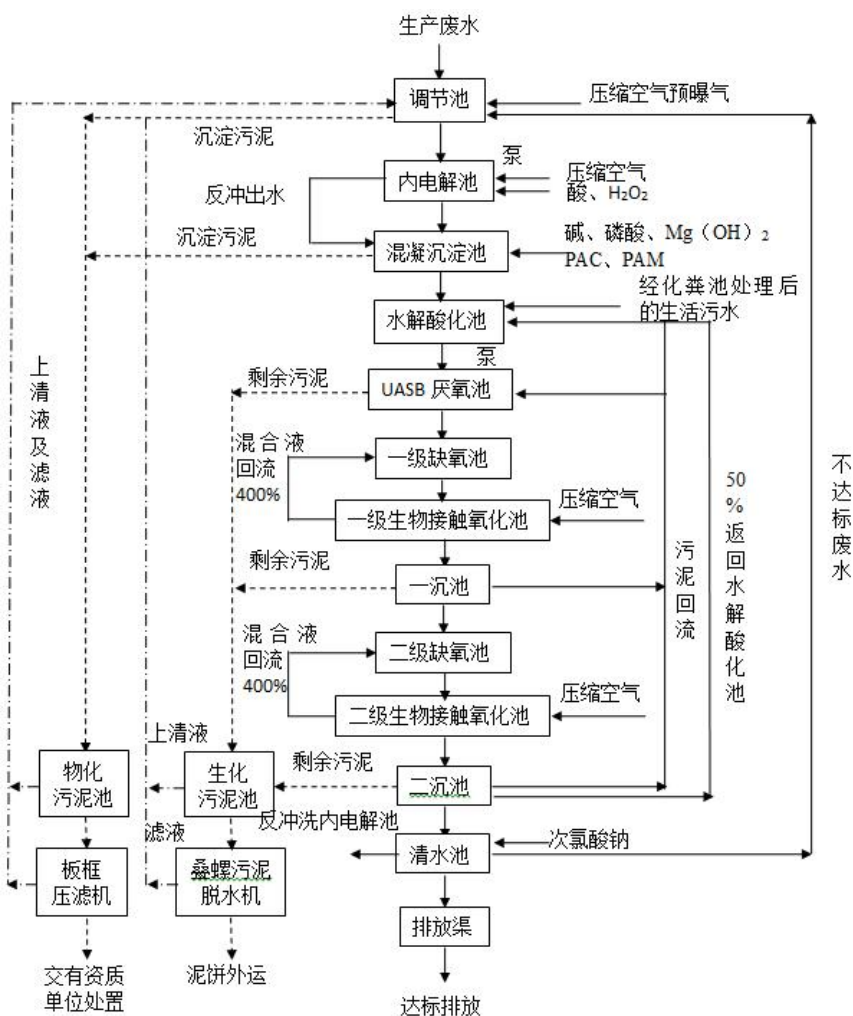 生产废水
调节池
压缩空气预曝气
沉淀污泥
泵
内电解池
压缩空气
酸、H₂O₂
反冲出水
沉淀污泥
混凝沉淀池
碱、磷酸、Mg（OH）₂
PAC、PAM
经化粪池处理后
的生活污水
水解酸化池
泵
剩余污泥
UASB 厌氧池
上清液及滤液
混合液
回流
400%
一级缺氧池
一级生物接触氧化池
压缩空气
不达标废水
50%返回水解酸化池
污泥回流
剩余污泥
一沉池
混合液
回流
400%
二级缺氧池
二级生物接触氧化池
压缩空气
上清液
物化
污泥池
生化
污泥池
剩余污泥
二沉池
反冲洗内电解池
次氯酸钠
滤液
清水池
板框
压滤机
叠螺污泥
脱水机
排放渠
交有资质
单位处置
泥饼外运
达标排放